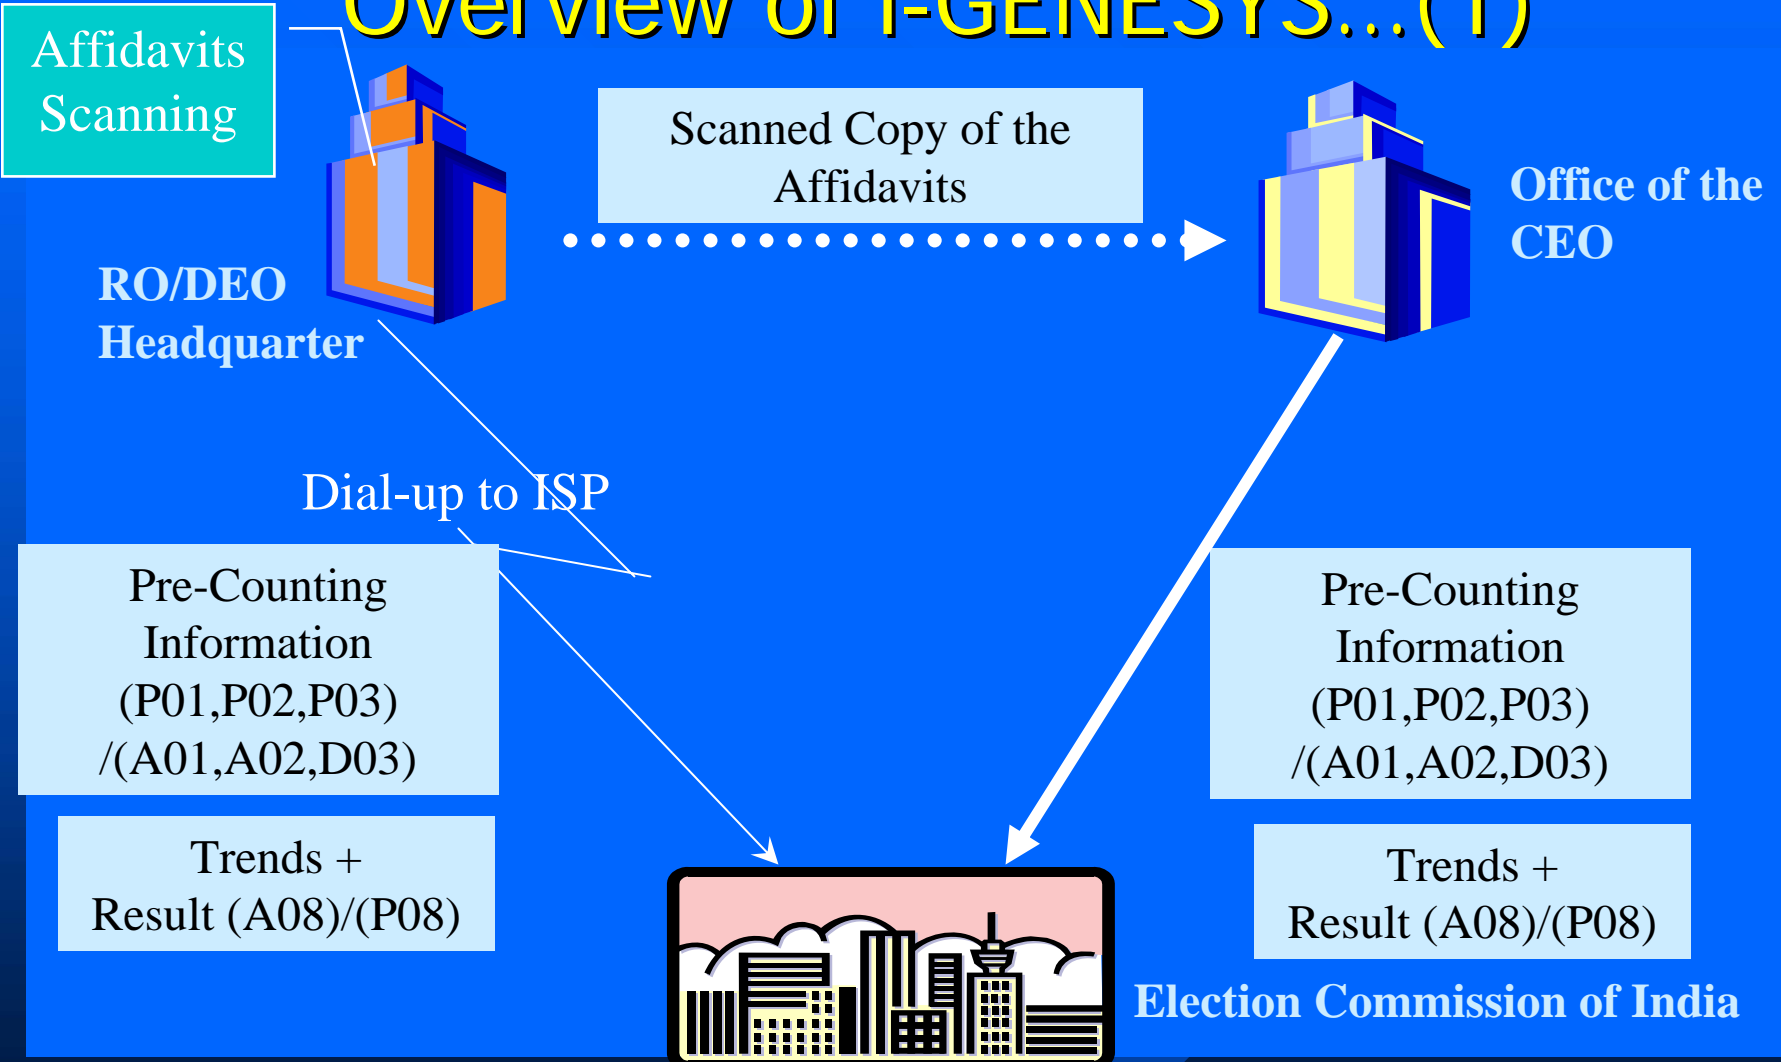 Overview of I-GENESYS...(1)
Affidavits
Scanning
Scanned Copy of the
Affidavits
Office of the
CEO
RO/DEO
Headquarter
Dial-up to ISP
Pre-Counting
Information
(P01,P02,P03)
/(A01,A02,D03)
Trends +
Result (A08)/(P08)
Pre-Counting
Information
(P01,P02,P03)
/(A01,A02,D03)
Trends +
Result (A08)/(P08)
Election Commission of India